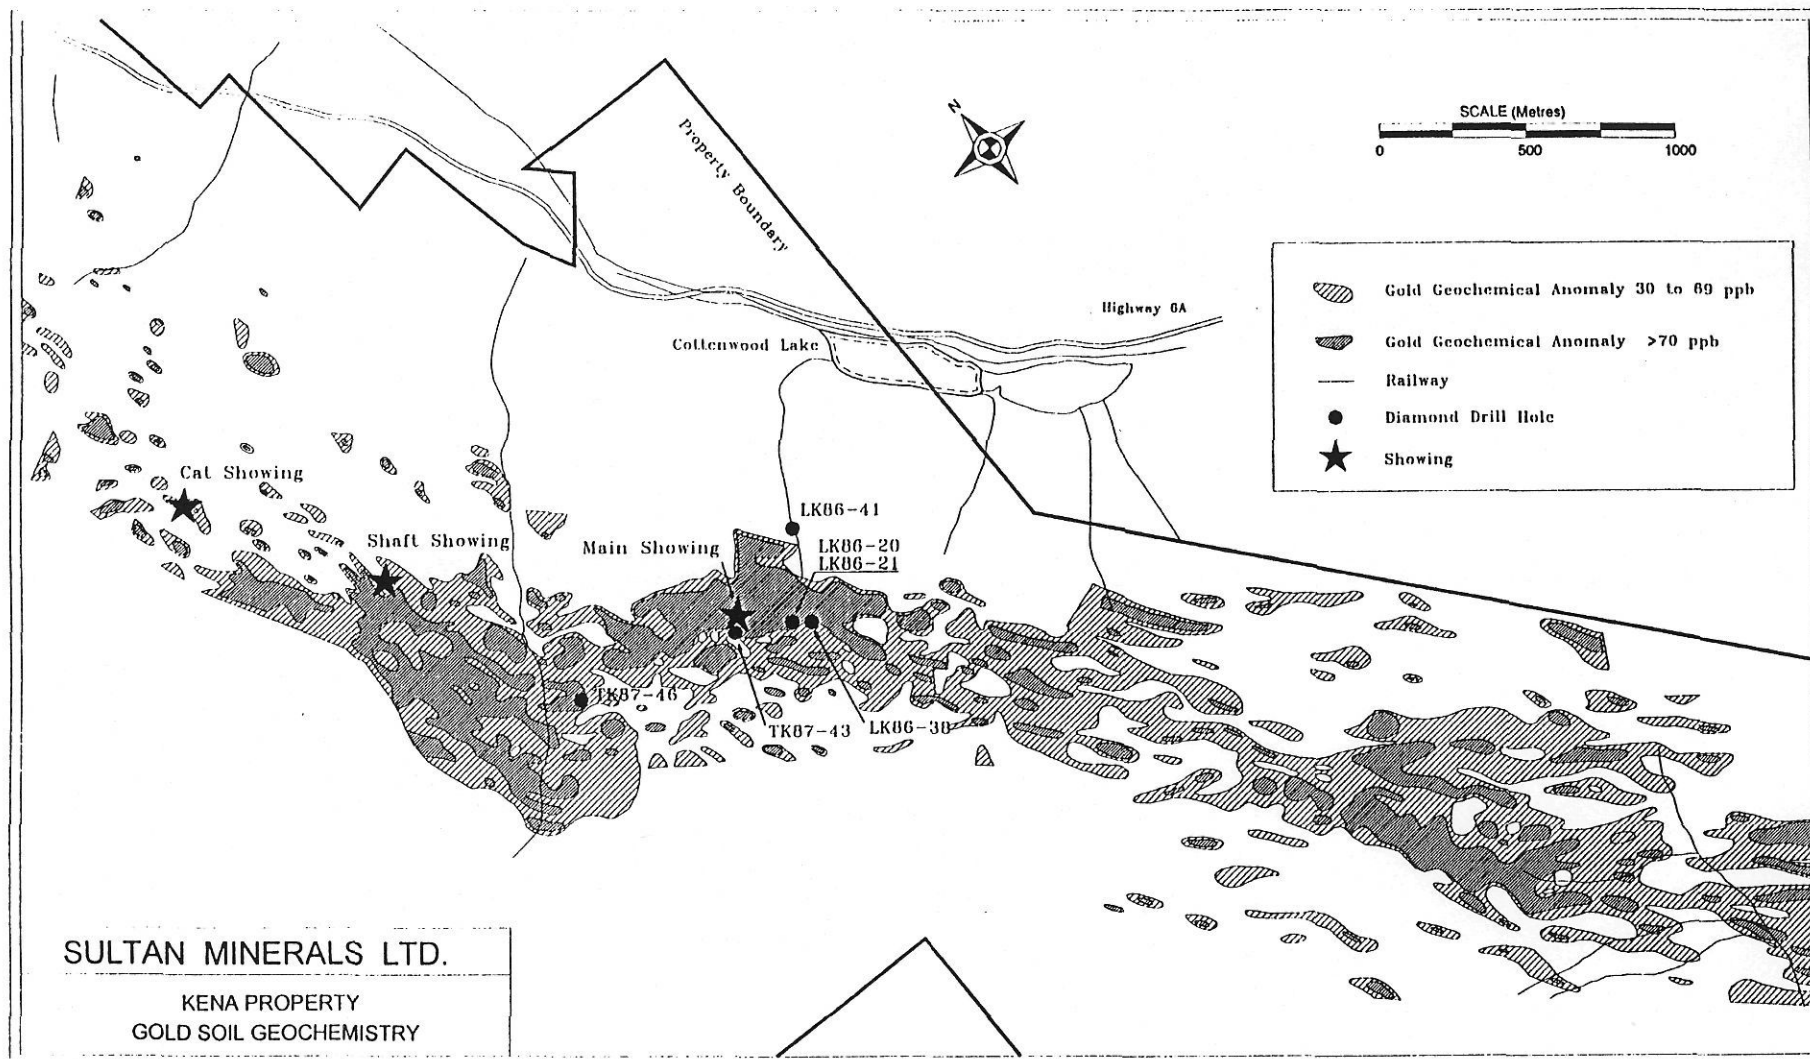 N
SCALE (Metres)
0 500 1000
Property Boundary
Gold Geochemical Anomaly 30 to 69 ppb
Gold Geochemical Anomaly >70 ppb
Railway
Diamond Drill Hole
Showing
Highway 6A
Cottenwood Lake
Cat Showing
Shaft Showing
Main Showing
LK86-41
LK86-20
LK86-21
TK87-46
TK87-43
LK86-38
SULTAN MINERALS LTD.
KENA PROPERTY
GOLD SOIL GEOCHEMISTRY